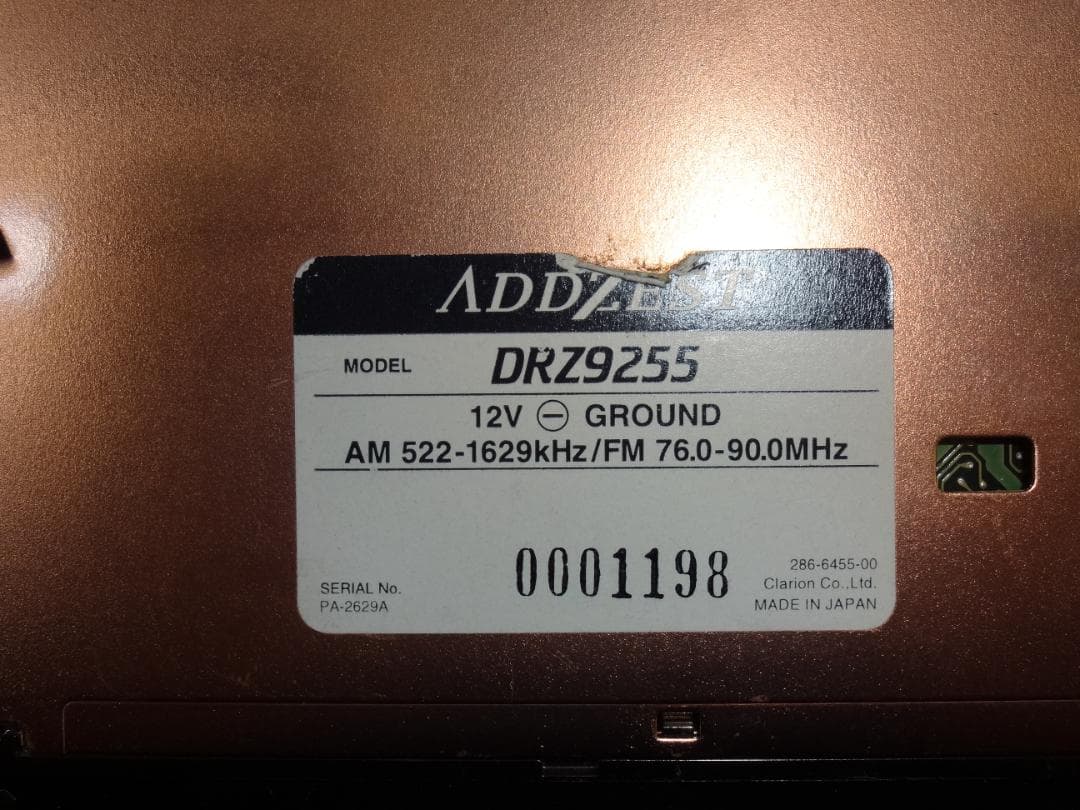 ADDZEST
MODEL DRZ9255
12V ⊖ GROUND
AM 522-1629kHz/FM 76.0-90.0MHz
0001198
286-6455-00
SERIAL No. Clarion Co.,Ltd.
PA-2629A MADE IN JAPAN